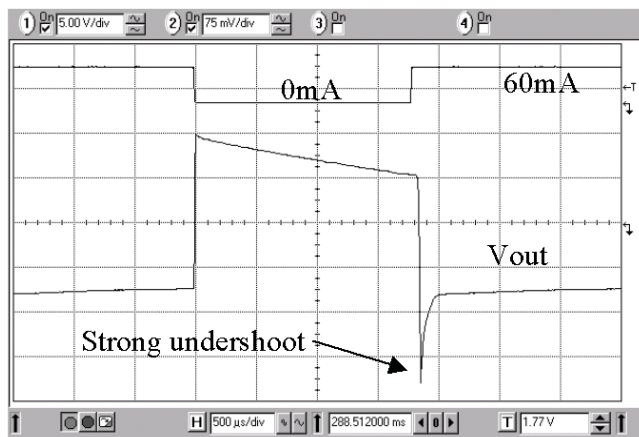 1 On 5.00 V/div 2 On 75 mV/div 3 On 4 On
0mA 60mA
T
Vout
Strong undershoot
H 500 µs/div 288.512000 ms 0 T 1.77 V